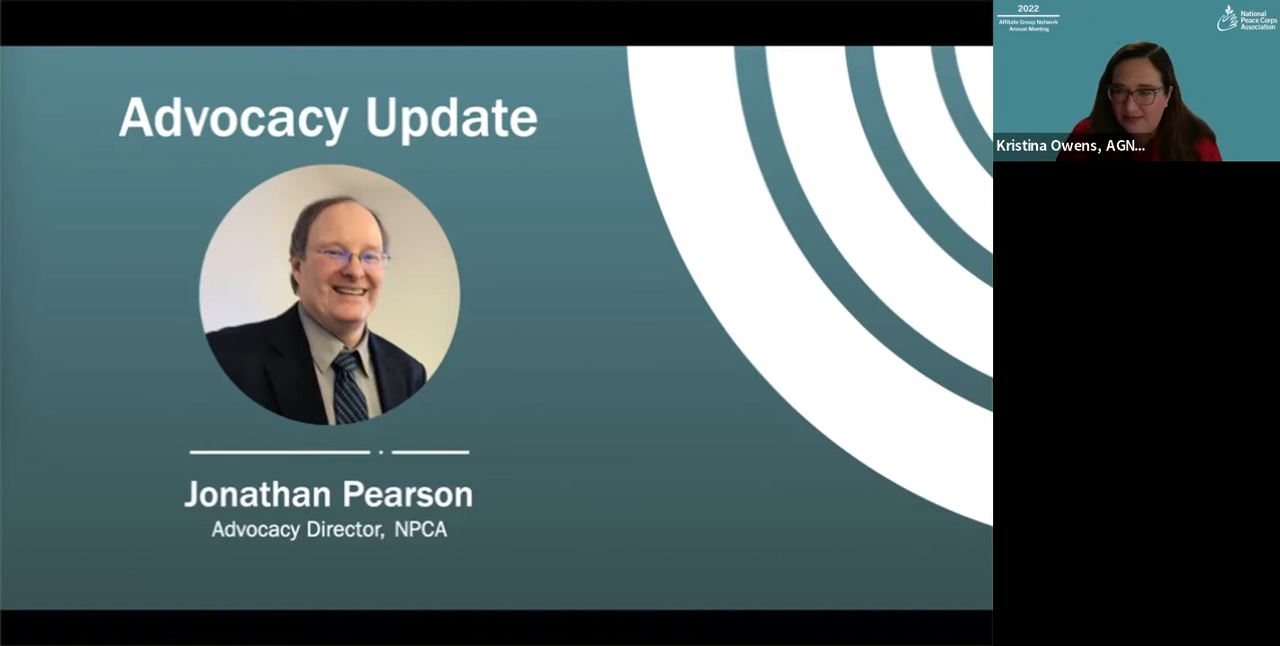 Advocacy Update
Jonathan Pearson
Advocacy Director, NPCA
2022
Affiliate Group Network
Annual Meeting
National
Peace Corps
Association
Kristina Owens, AGN...